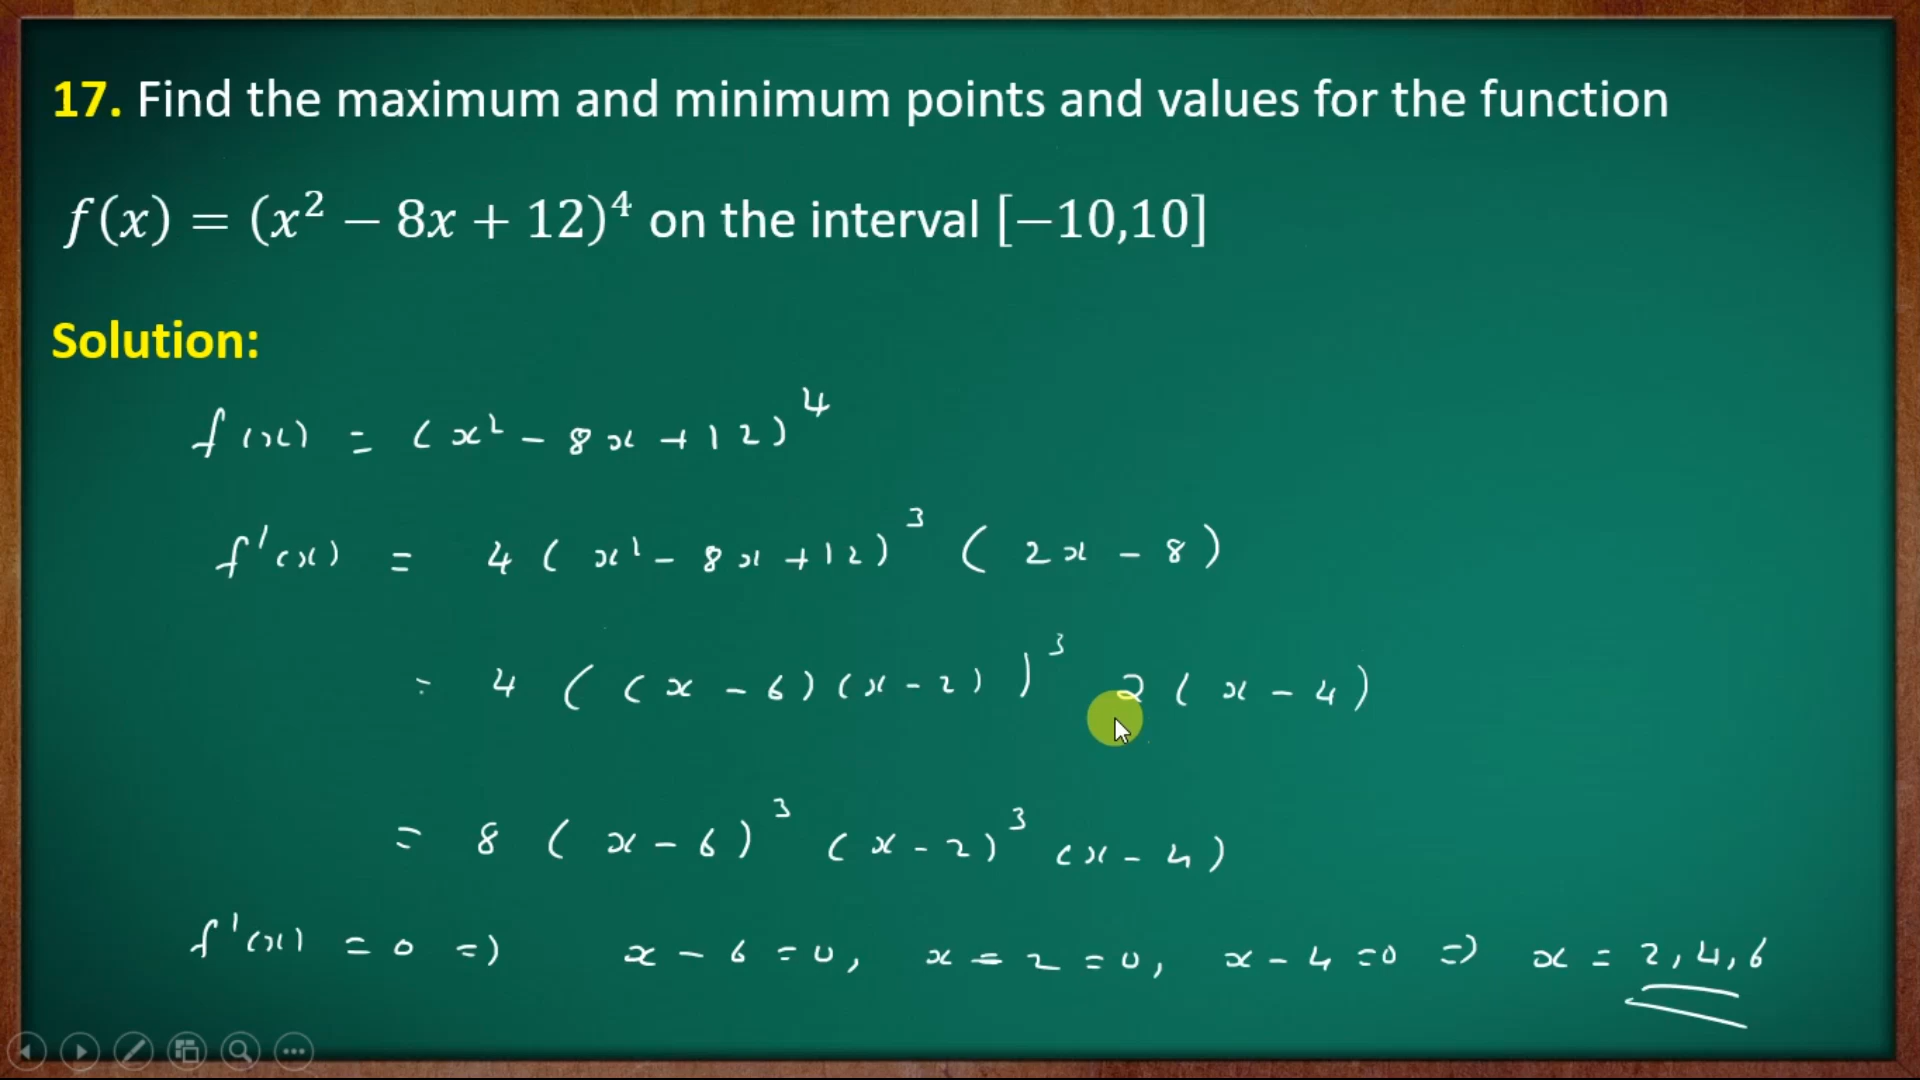 17. Find the maximum and minimum points and values for the function
f(x) = (x² − 8x + 12)⁴ on the interval [−10,10]
Solution:
f(x) = (x² − 8x + 12)⁴
f'(x) = 4(x² − 8x + 12)³ (2x − 8)
= 4((x − 6)(x − 2))³ 2(x − 4)
= 8(x − 6)³ (x − 2)³ (x − 4)
f'(x) = 0 => x − 6 = 0, x − 2 = 0, x − 4 = 0 => x = 2, 4, 6